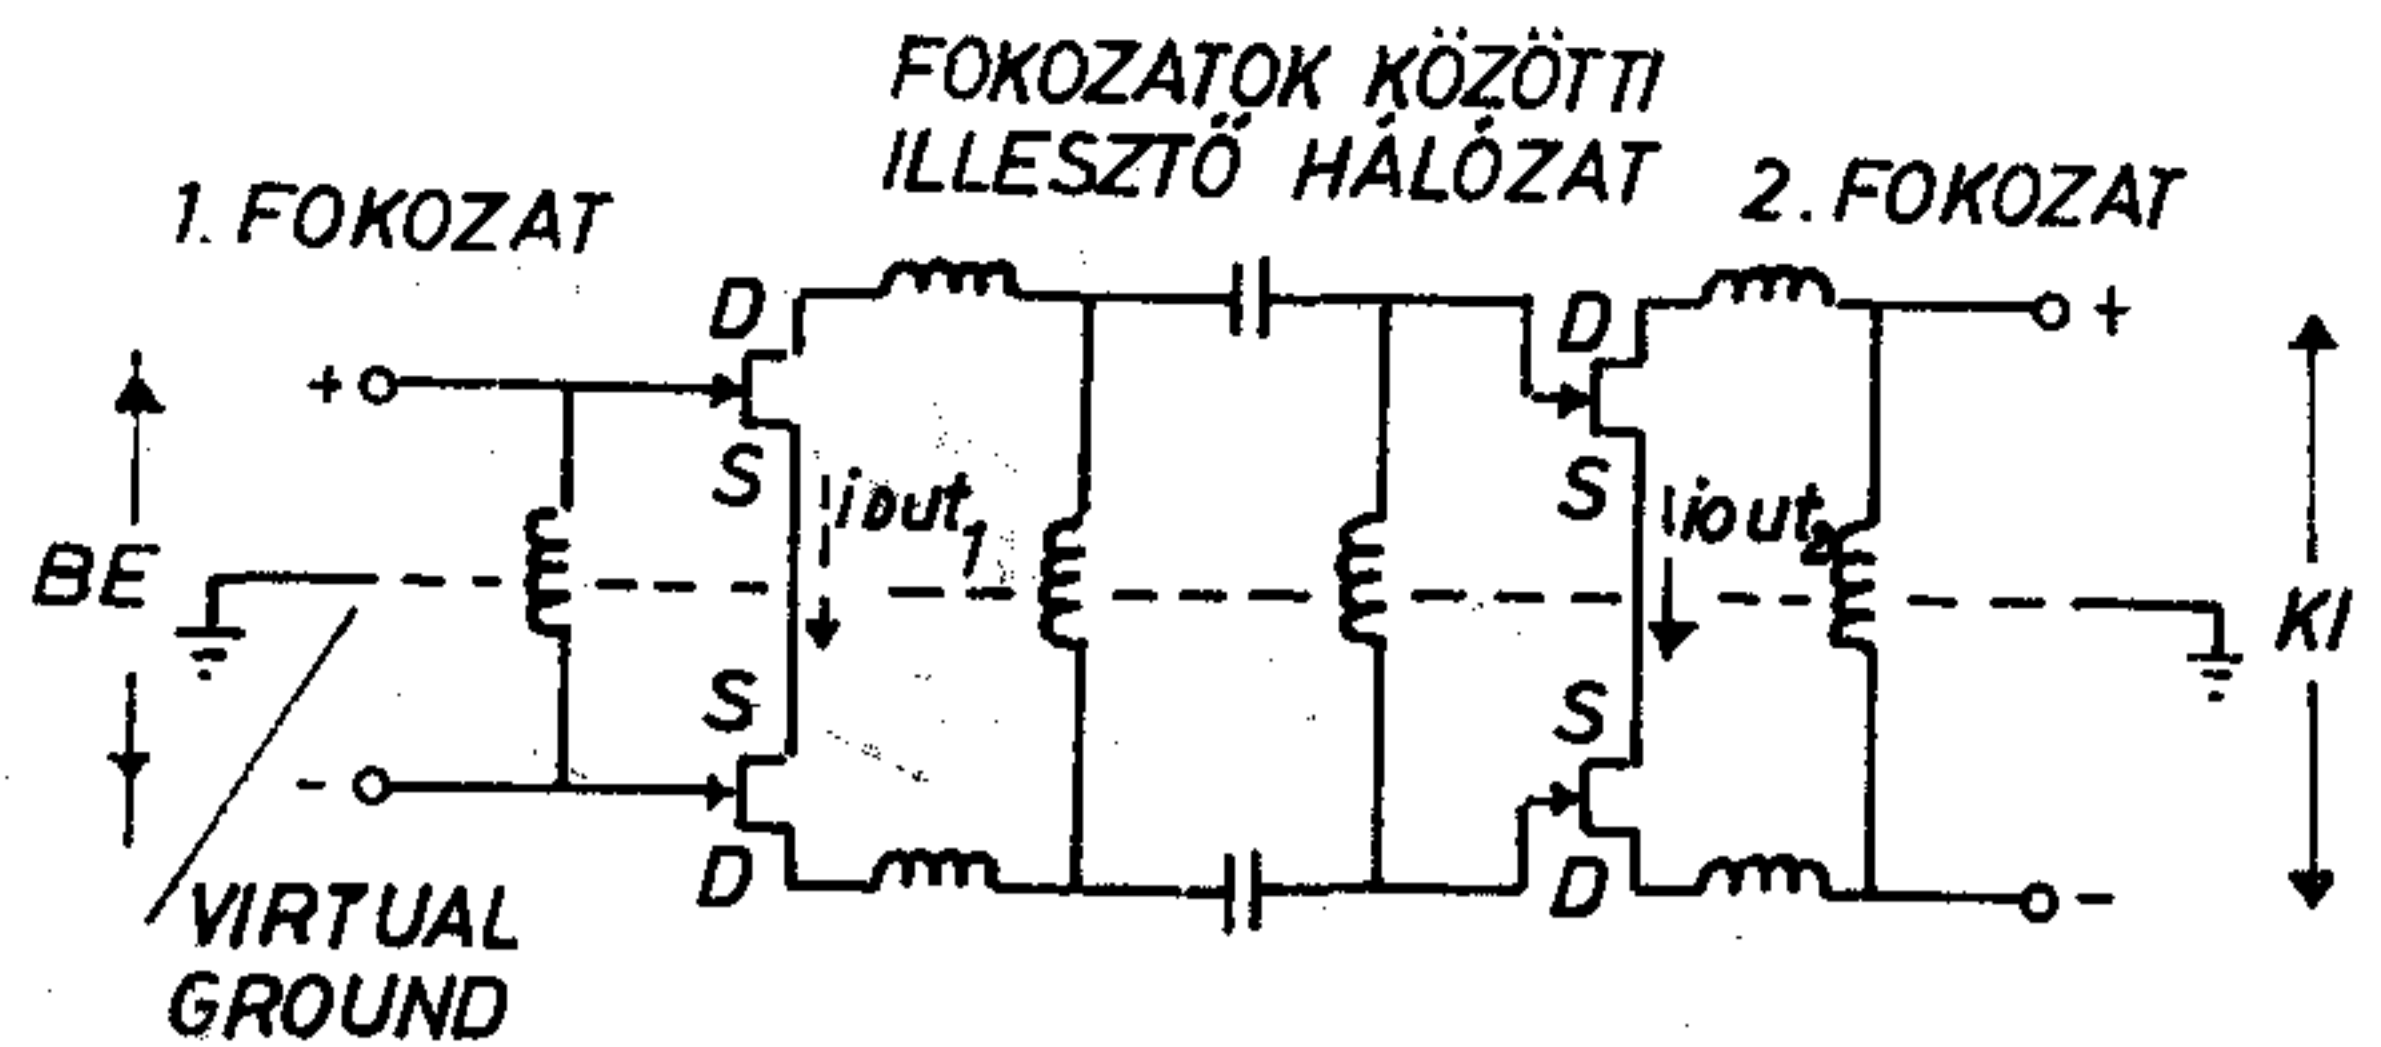 FOKOZATOK KÖZÖTTI
ILLESZTŐ HÁLÓZAT
1. FOKOZAT
2. FOKOZAT
D
D
+
+
S
S
iout1
iout2
BE
KI
S
S
-
D
D
-
VIRTUAL
GROUND